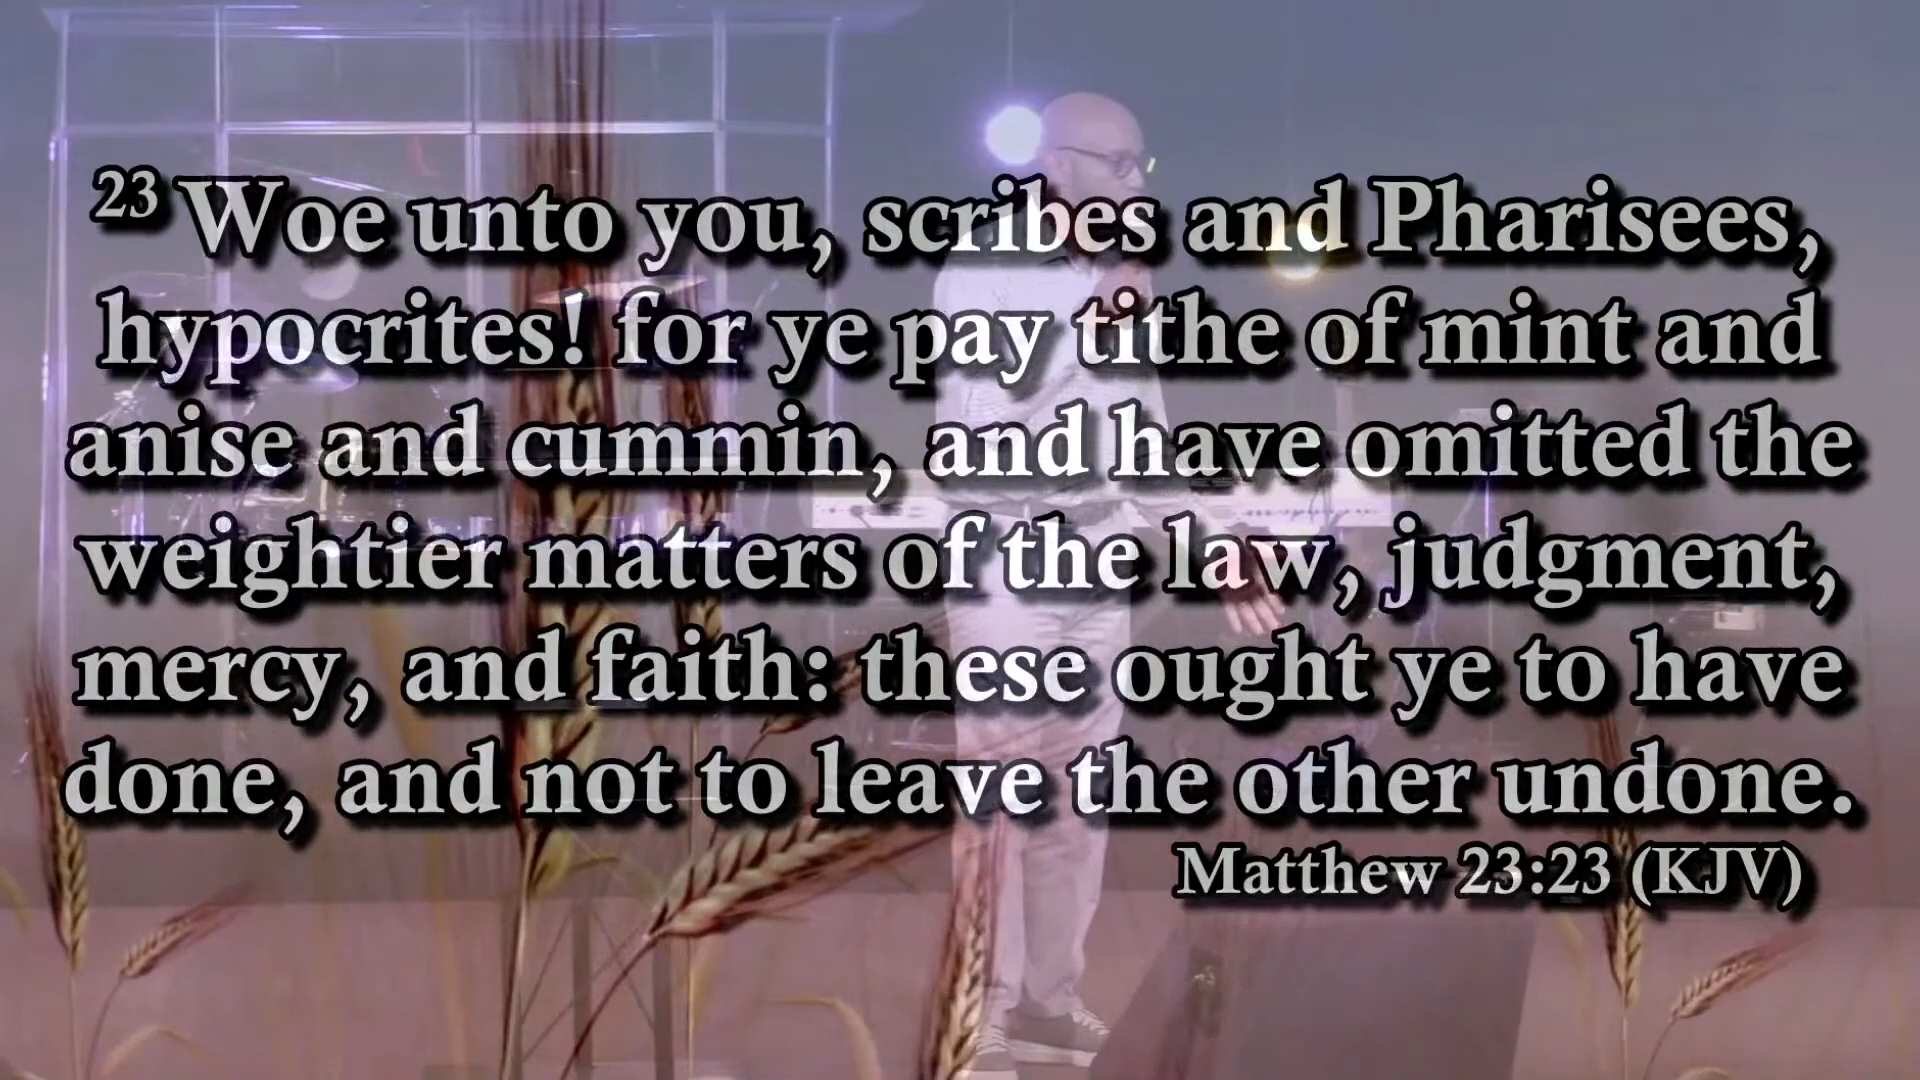 23 Woe unto you, scribes and Pharisees,
hypocrites! for ye pay tithe of mint and
anise and cummin, and have omitted the
weightier matters of the law, judgment,
mercy, and faith: these ought ye to have
done, and not to leave the other undone.
Matthew 23:23 (KJV)